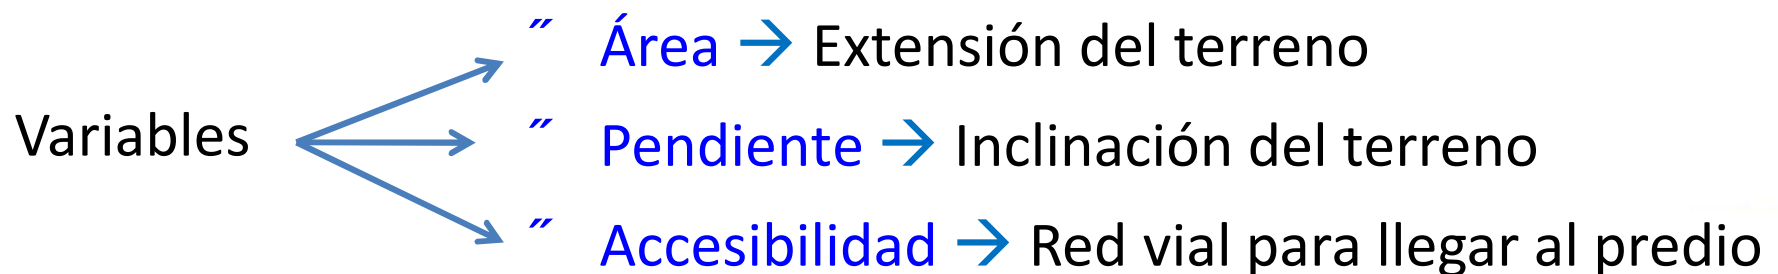 ˝ Área → Extensión del terreno
Variables
˝ Pendiente → Inclinación del terreno
˝ Accesibilidad → Red vial para llegar al predio